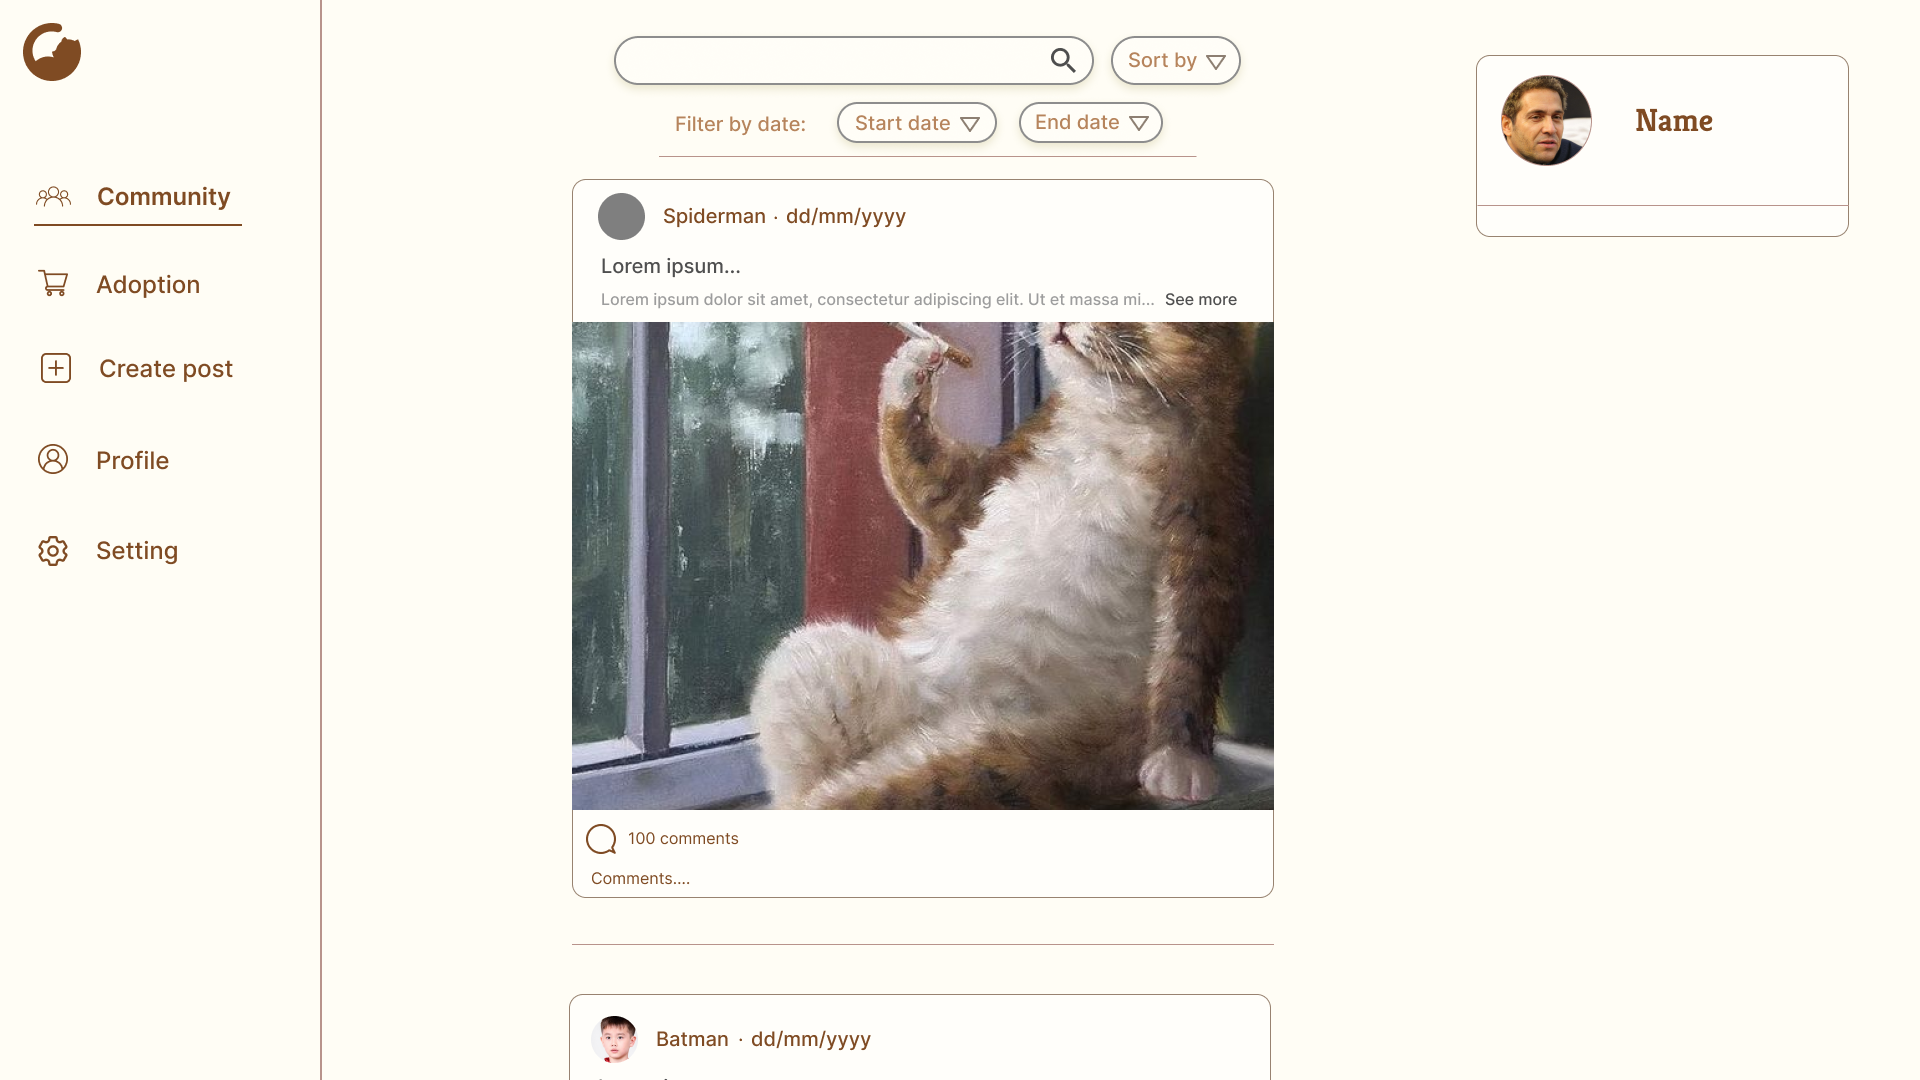 Sort by
Filter by date:
Start date
End date
Name
Community
Adoption
Create post
Profile
Setting
Spiderman · dd/mm/yyyy
Lorem ipsum...
Lorem ipsum dolor sit amet, consectetur adipiscing elit. Ut et massa mi... See more
100 comments
Comments....
Batman · dd/mm/yyyy